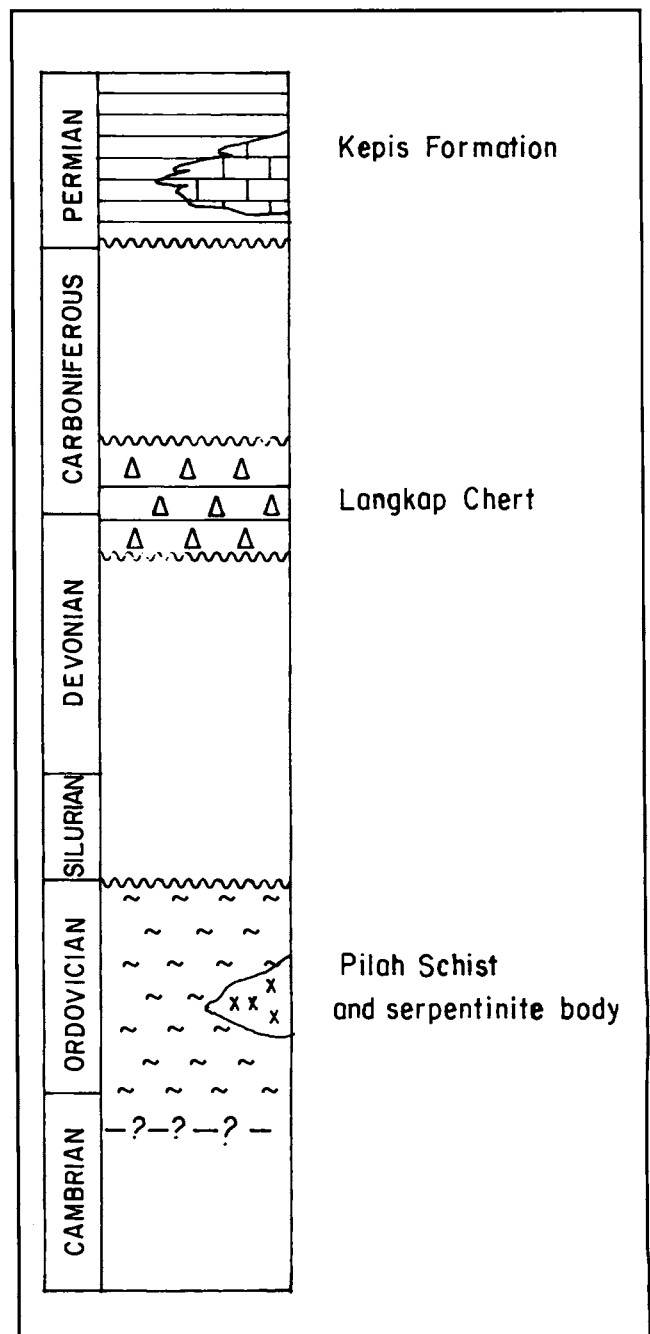 PERMIAN
Kepis Formation
CARBONIFEROUS
Langkap Chert
DEVONIAN
SILURIAN
ORDOVICIAN
Pilah Schist
and serpentinite body
CAMBRIAN
—?—?—?—